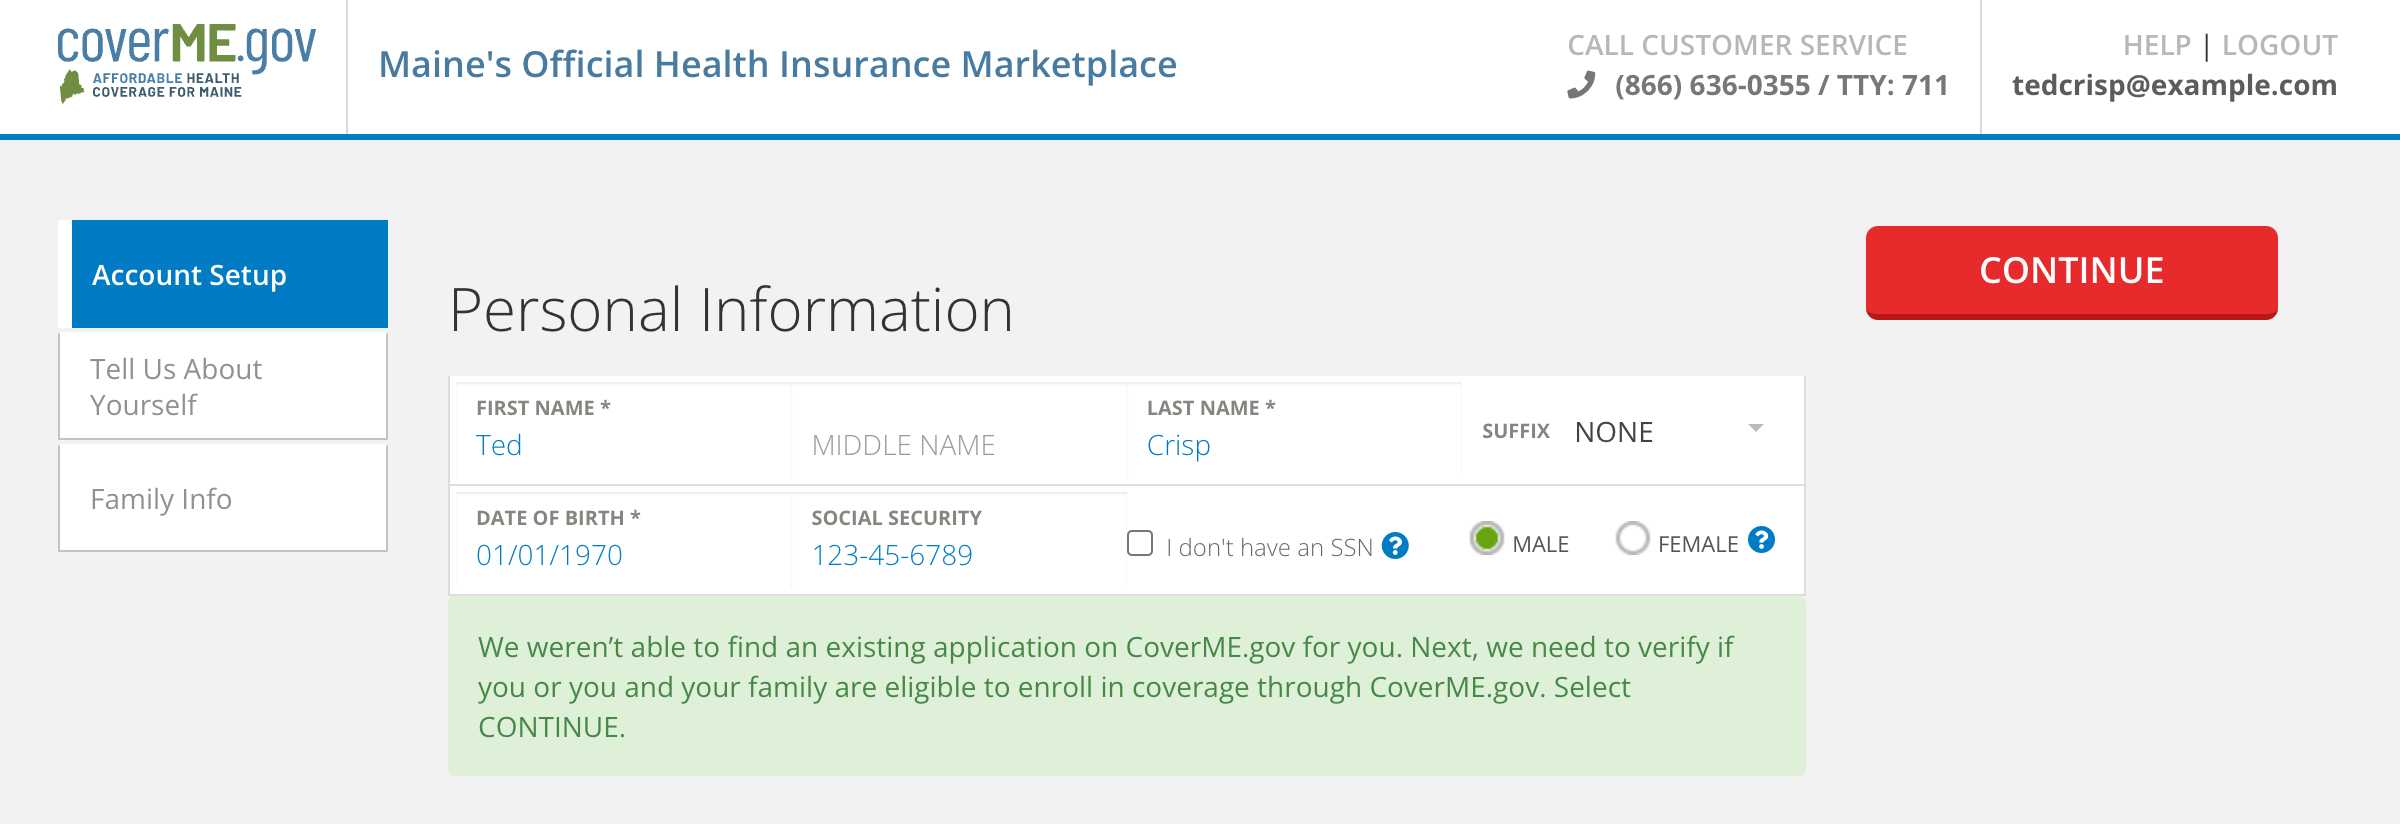 coverME.gov
AFFORDABLE HEALTH
COVERAGE FOR MAINE
Maine's Official Health Insurance Marketplace
CALL CUSTOMER SERVICE
(866) 636-0355 / TTY: 711
HELP | LOGOUT
tedcrisp@example.com
Account Setup
Tell Us About
Yourself
Family Info
Personal Information
CONTINUE
FIRST NAME *
Ted
MIDDLE NAME
LAST NAME *
Crisp
SUFFIX NONE
DATE OF BIRTH *
01/01/1970
SOCIAL SECURITY
123-45-6789
I don't have an SSN ?
MALE
FEMALE ?
We weren’t able to find an existing application on CoverME.gov for you. Next, we need to verify if
you or you and your family are eligible to enroll in coverage through CoverME.gov. Select
CONTINUE.